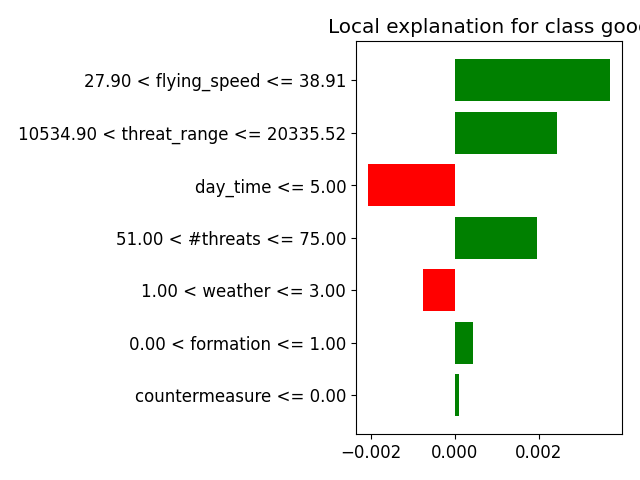 Local explanation for class good
27.90 < flying_speed <= 38.91
10534.90 < threat_range <= 20335.52
day_time <= 5.00
51.00 < #threats <= 75.00
1.00 < weather <= 3.00
0.00 < formation <= 1.00
countermeasure <= 0.00
−0.002 0.000 0.002